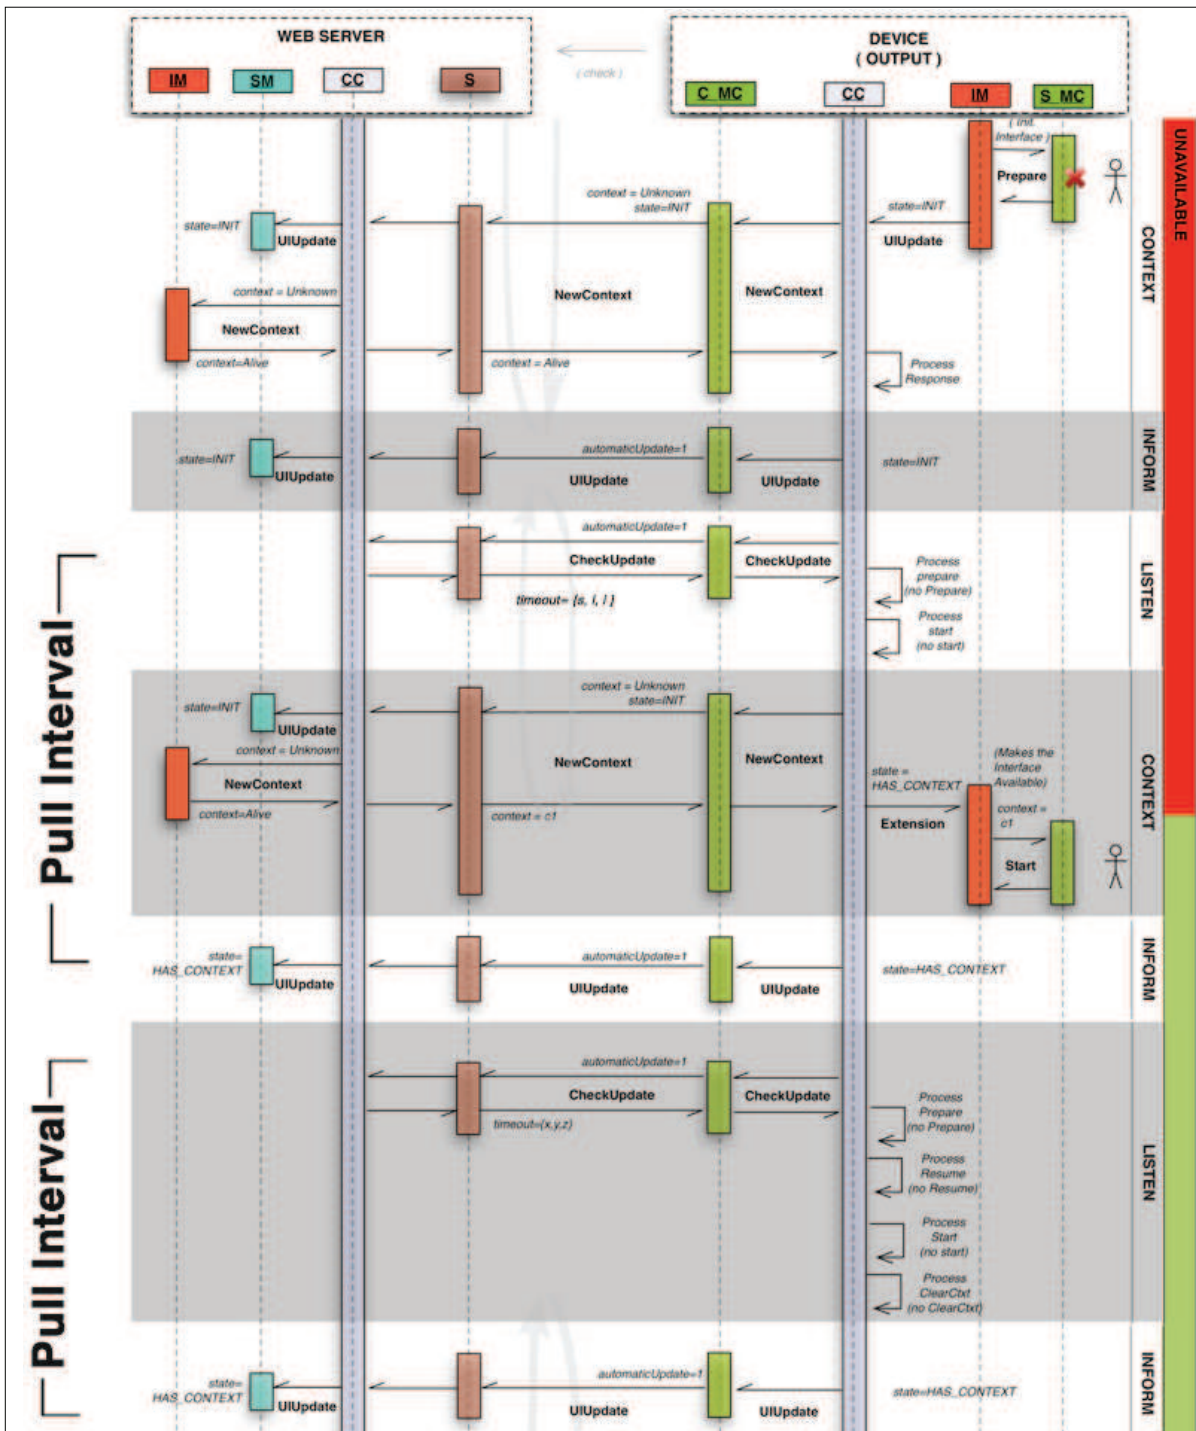 WEB SERVER
DEVICE
( OUTPUT )
( check )
IM
SM
CC
S
C_MC
CC
IM
S_MC
( Init.
Interface )
Prepare
UNAVAILABLE
context = Unknown
state=INIT
state=INIT
state=INIT
UIUpdate
UIUpdate
CONTEXT
context = Unknown
NewContext
NewContext
NewContext
context=Alive
context = Alive
Process
Response
INFORM
automaticUpdate=1
state=INIT
state=INIT
UIUpdate
UIUpdate
UIUpdate
automaticUpdate=1
CheckUpdate
CheckUpdate
Process
prepare
(no Prepare)
LISTEN
timeout= {s, l, l }
Process
start
(no start)
Pull Interval
context = Unknown
state=INIT
state=INIT
UIUpdate
context = Unknown
NewContext
NewContext
NewContext
(Makes the
Interface
Available)
state =
HAS_CONTEXT
CONTEXT
context=Alive
context = c1
Extension
context =
c1
Start
state=
HAS_CONTEXT
automaticUpdate=1
state=HAS_CONTEXT
UIUpdate
UIUpdate
UIUpdate
INFORM
Pull Interval
automaticUpdate=1
CheckUpdate
CheckUpdate
timeout={x,y,z}
Process
Prepare
(no Prepare)
Process
Resume
(no Resume)
LISTEN
Process
Start
(no start)
Process
ClearCtxt
(no ClearCtxt)
state=
HAS_CONTEXT
automaticUpdate=1
state=HAS_CONTEXT
UIUpdate
UIUpdate
UIUpdate
INFORM